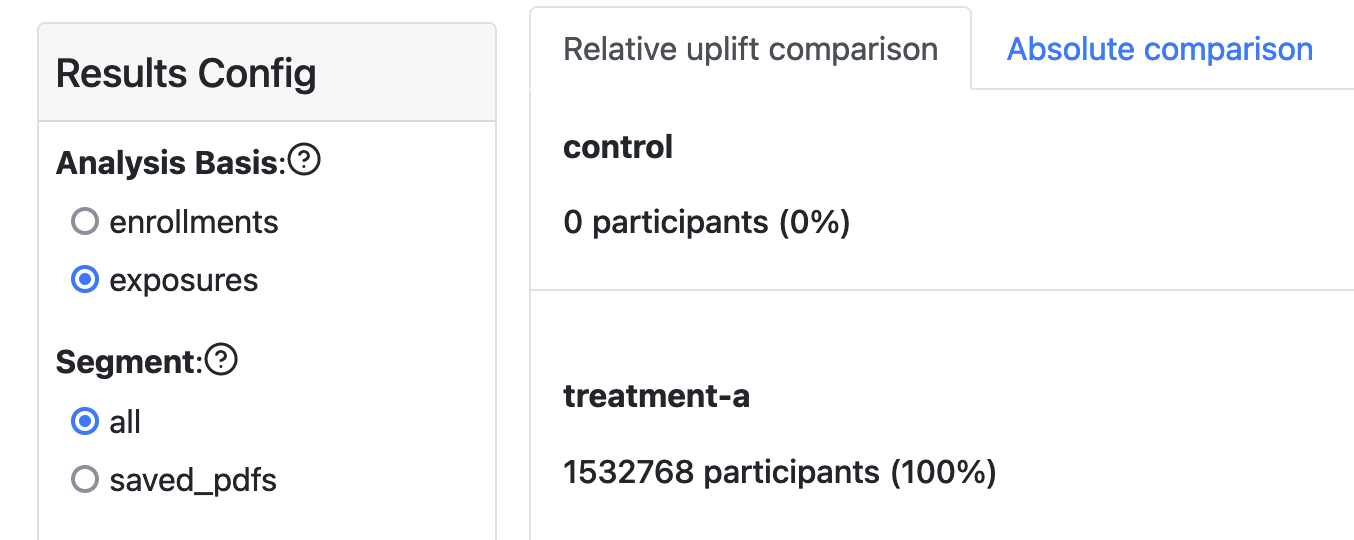 Results Config
Analysis Basis:?
enrollments
exposures
Segment:?
all
saved_pdfs
Relative uplift comparison
Absolute comparison
control
0 participants (0%)
treatment-a
1532768 participants (100%)